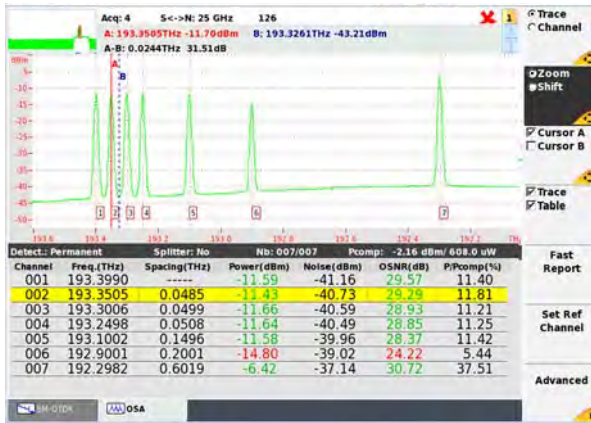 Acq: 4 S<->N: 25 GHz 126 1
A: 193.3505THz -11.70dBm B: 193.3261THz -43.21dBm
A-B: 0.0244THz 31.51dB
Trace
Channel
Zoom
Shift
Cursor A
Cursor B
Trace
Table
Fast
Report
Set Ref
Channel
Advanced
dBm
A
B
-5-
-10-
-15-
-20-
-25-
-30-
-35-
-40-
-45-
-50-
1 2 3 4 5 6 7
193.6 193.4 193.2 193.0 192.8 192.6 192.4 192.2 THz
Detect.: Permanent Splitter: No Nb: 007/007 Pcomp: -2.16 dBm/ 608.0 uW
Channel Freq.(THz) Spacing(THz) Power(dBm) Noise(dBm) OSNR(dB) P/Pcomp(%)
001 193.3990 ----- -11.59 -41.16 29.57 11.40
002 193.3505 0.0485 -11.43 -40.73 29.29 11.81
003 193.3006 0.0499 -11.66 -40.59 28.93 11.21
004 193.2498 0.0508 -11.64 -40.49 28.85 11.25
005 193.1002 0.1496 -11.58 -39.96 28.37 11.42
006 192.9001 0.2001 -14.80 -39.02 24.22 5.44
007 192.2982 0.6019 -6.42 -37.14 30.72 37.51
SM-OTDR OSA